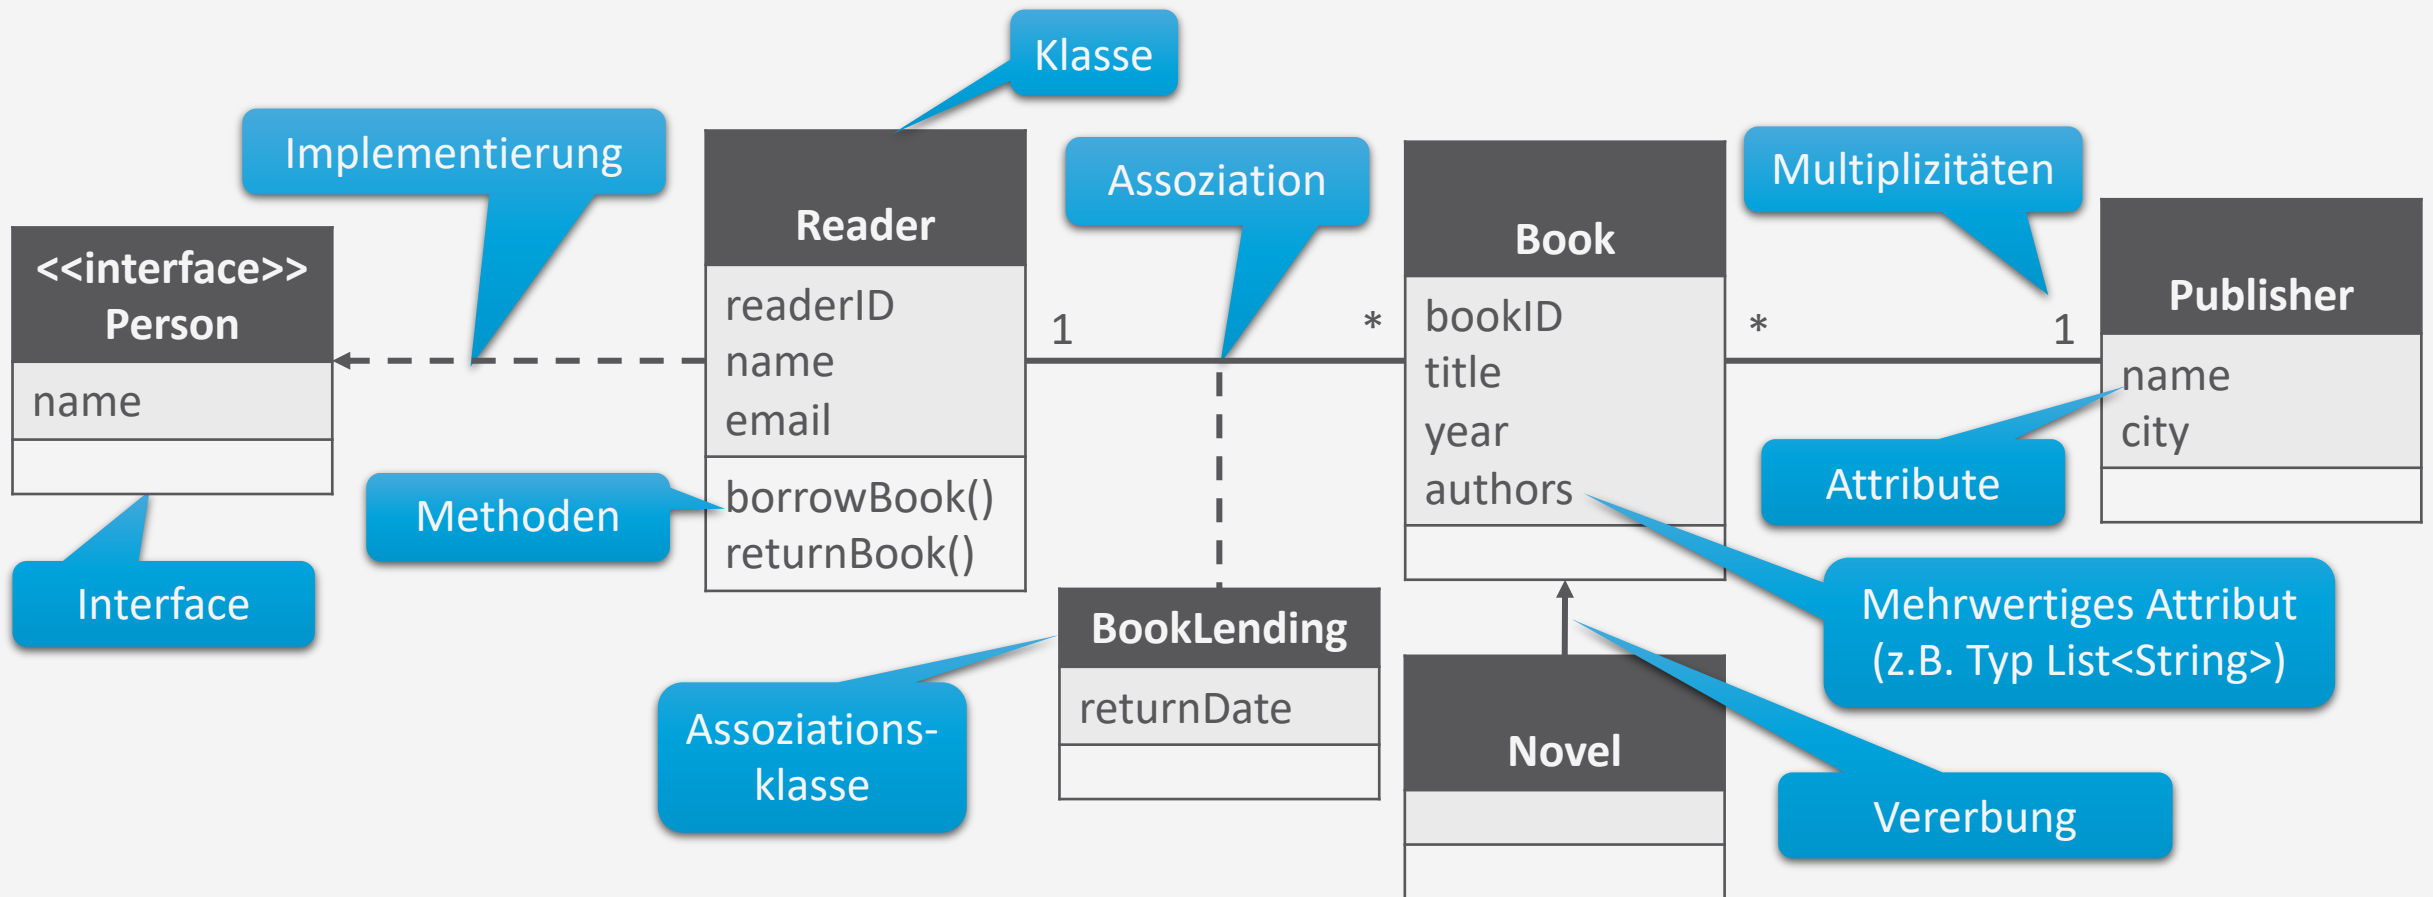 Klasse
Implementierung
Assoziation
Multiplizitäten
<<interface>>
Person
name
Interface
Reader
readerID
name
email
borrowBook()
returnBook()
Methoden
1
*
Book
bookID
title
year
authors
*
1
Publisher
name
city
Attribute
Mehrwertiges Attribut
(z.B. Typ List<String>)
BookLending
returnDate
Assoziations-
klasse
Novel
Vererbung